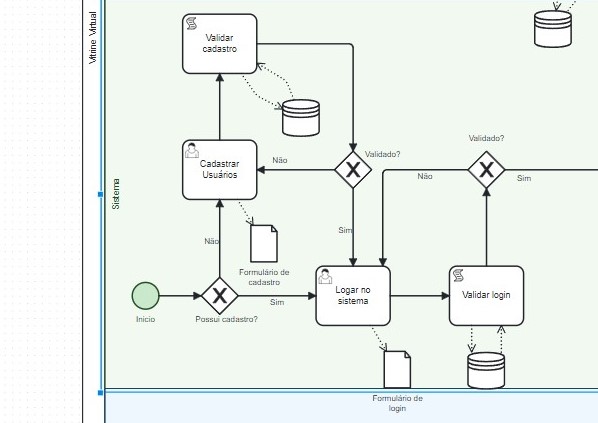 Vitrine Virtual
Sistema
Validar
cadastro
Cadastrar
Usuários
Não
Validado?
Validado?
Não
Sim
Sim
Não
Formulário de
cadastro
Logar no
sistema
Validar login
Início
Possui cadastro?
Sim
Formulário de
login